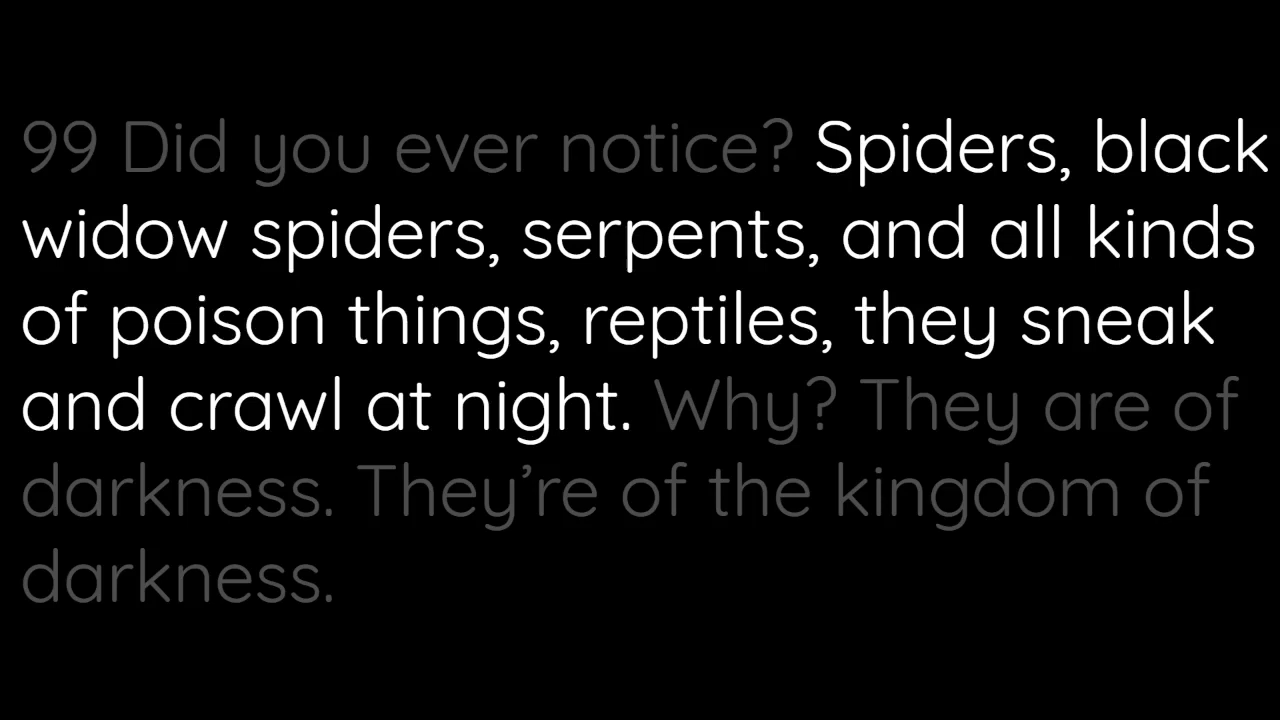 99 Did you ever notice? Spiders, black
widow spiders, serpents, and all kinds
of poison things, reptiles, they sneak
and crawl at night. Why? They are of
darkness. They’re of the kingdom of
darkness.